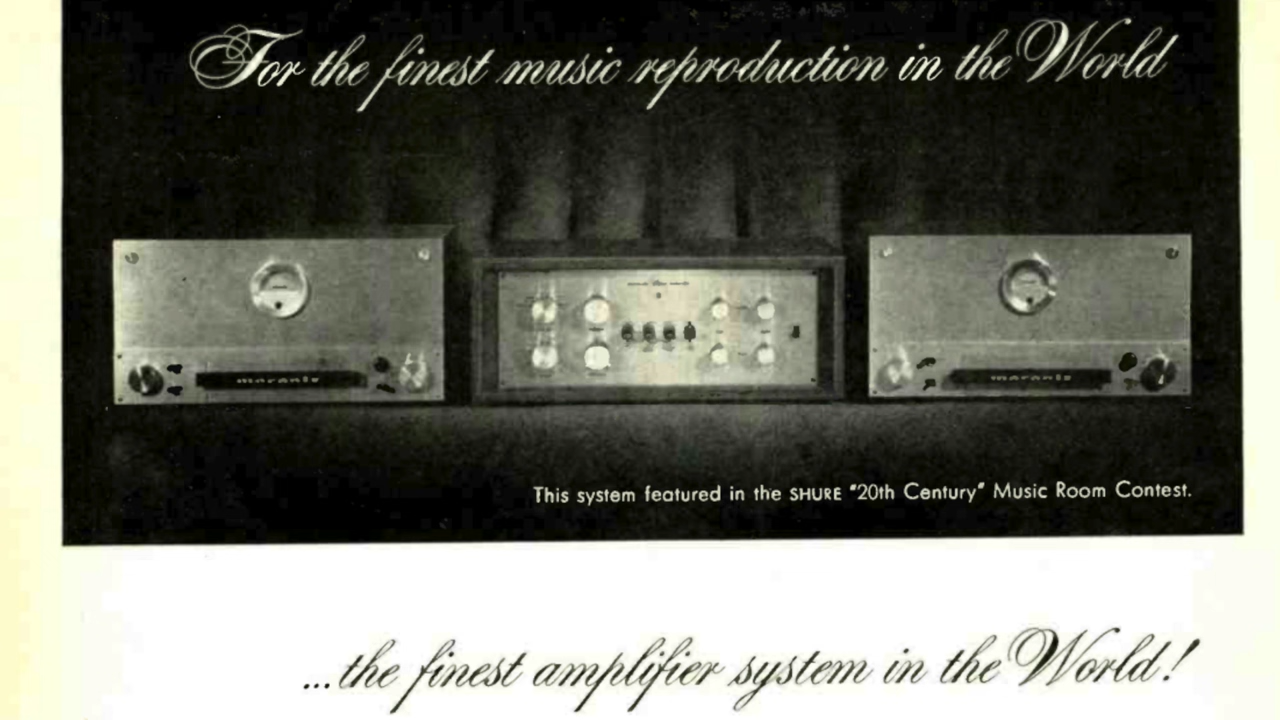 For the finest music reproduction in the World
marantz
marantz
This system featured in the SHURE "20th Century" Music Room Contest.
...the finest amplifier system in the World!